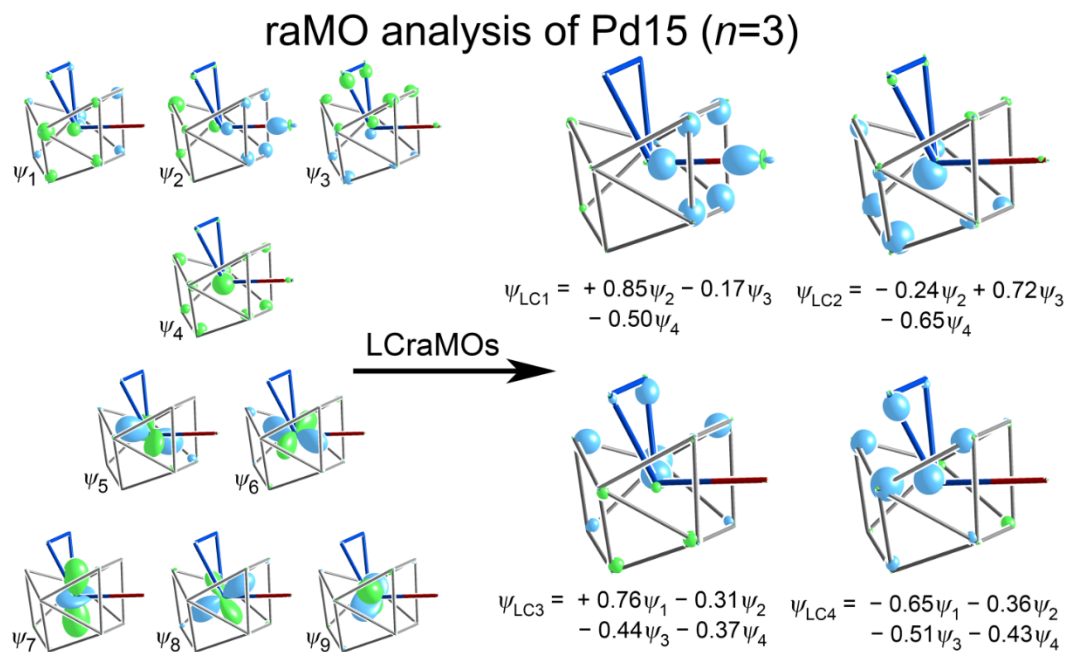 raMO analysis of Pd15 (n=3)
ψ1
ψ2
ψ3
ψ4
ψ5
ψ6
ψ7
ψ8
ψ9
LCraMOs
ψLC1 = + 0.85ψ2 − 0.17ψ3
− 0.50ψ4
ψLC2 = − 0.24ψ2 + 0.72ψ3
− 0.65ψ4
ψLC3 = + 0.76ψ1 − 0.31ψ2
− 0.44ψ3 − 0.37ψ4
ψLC4 = − 0.65ψ1 − 0.36ψ2
− 0.51ψ3 − 0.43ψ4